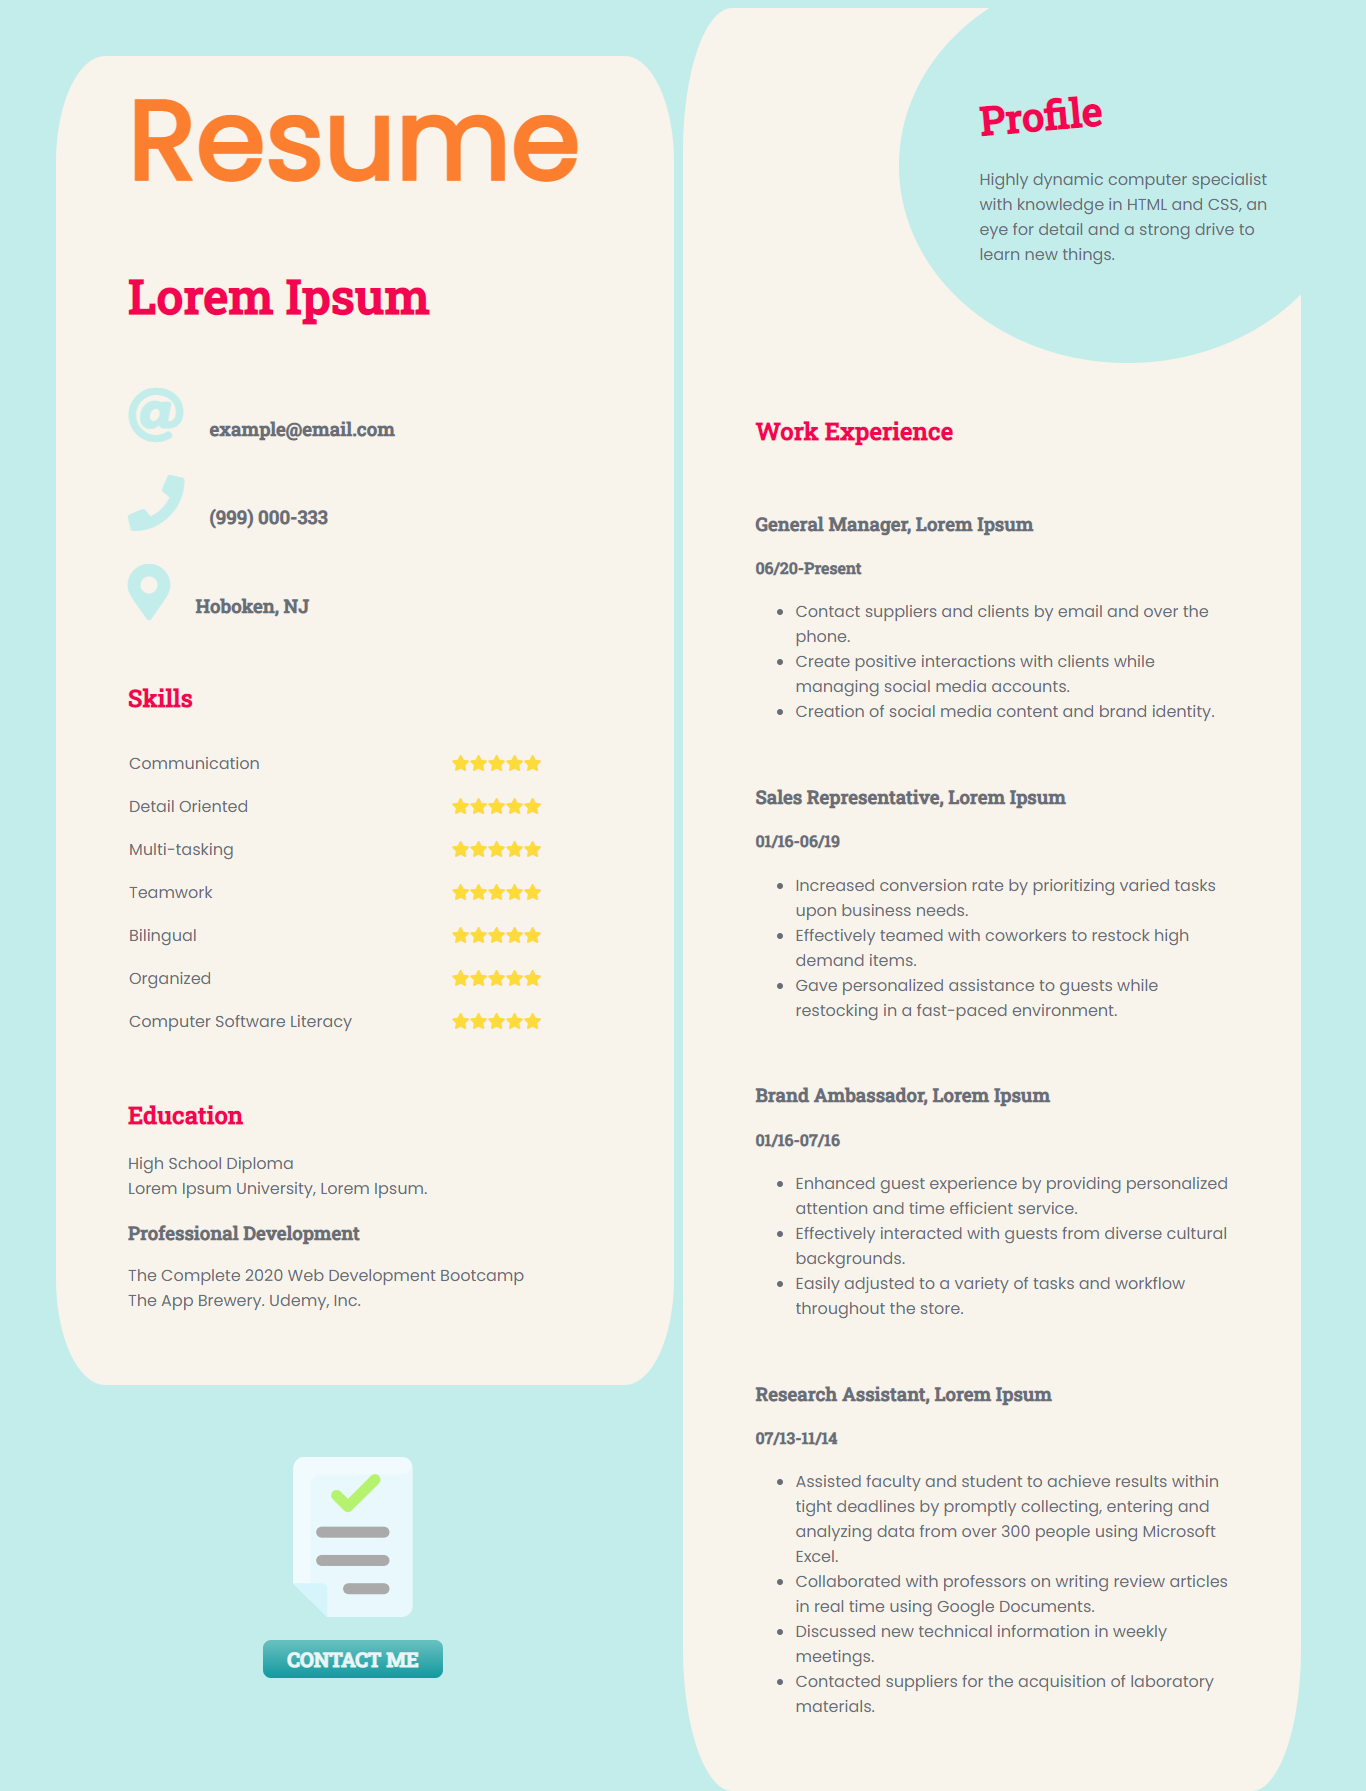 Resume
Lorem Ipsum
example@email.com
(999) 000-333
Hoboken, NJ
Skills
Communication
Detail Oriented
Multi-tasking
Teamwork
Bilingual
Organized
Computer Software Literacy
Education
High School Diploma
Lorem Ipsum University, Lorem Ipsum.
Professional Development
The Complete 2020 Web Development Bootcamp
The App Brewery. Udemy, Inc.
CONTACT ME
Profile
Highly dynamic computer specialist
with knowledge in HTML and CSS, an
eye for detail and a strong drive to
learn new things.
Work Experience
General Manager, Lorem Ipsum
06/20-Present
• Contact suppliers and clients by email and over the
phone.
• Create positive interactions with clients while
managing social media accounts.
• Creation of social media content and brand identity.
Sales Representative, Lorem Ipsum
01/16-06/19
• Increased conversion rate by prioritizing varied tasks
upon business needs.
• Effectively teamed with coworkers to restock high
demand items.
• Gave personalized assistance to guests while
restocking in a fast-paced environment.
Brand Ambassador, Lorem Ipsum
01/16-07/16
• Enhanced guest experience by providing personalized
attention and time efficient service.
• Effectively interacted with guests from diverse cultural
backgrounds.
• Easily adjusted to a variety of tasks and workflow
throughout the store.
Research Assistant, Lorem Ipsum
07/13-11/14
• Assisted faculty and student to achieve results within
tight deadlines by promptly collecting, entering and
analyzing data from over 300 people using Microsoft
Excel.
• Collaborated with professors on writing review articles
in real time using Google Documents.
• Discussed new technical information in weekly
meetings.
• Contacted suppliers for the acquisition of laboratory
materials.